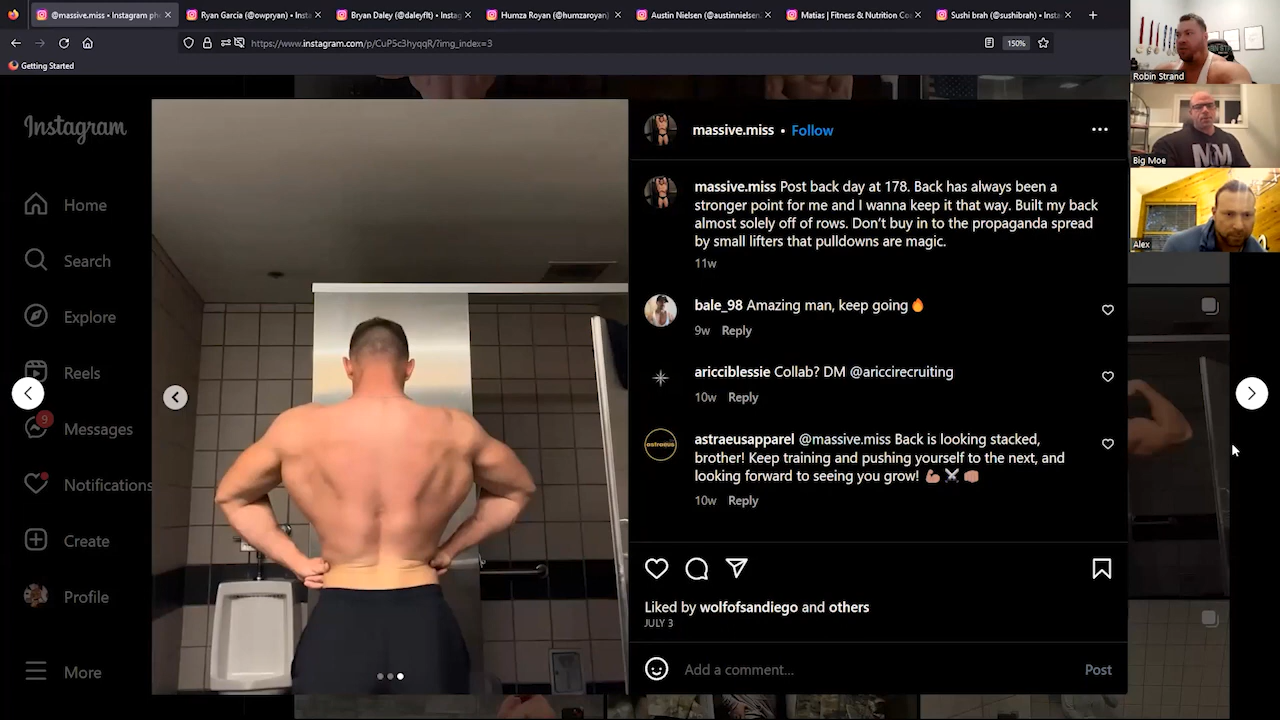 @massive.miss • Instagram pho
Ryan Garcia (@owpryan) • Insta
Bryan Daley (@daleyflt) • Instag
Humza Royan (@humzaroyan)
Austin Nielsen (@austinnielsen.
Matias | Fitness & Nutrition Co
Sushi brah (@sushibrah) • Insta
https://www.instagram.com/p/CuP5c3hyqqR/?img_index=3
150%
Getting Started
Instagram
Home
Search
Explore
Reels
9
Messages
Notifications
Create
Profile
More
massive.miss • Follow
massive.miss Post back day at 178. Back has always been a
stronger point for me and I wanna keep it that way. Built my back
almost solely off of rows. Don't buy in to the propaganda spread
by small lifters that pulldowns are magic.
11w
bale_98 Amazing man, keep going🔥
9w Reply
aricciblessie Collab? DM @ariccirecruiting
10w Reply
astraeus
astraeusapparel @massive.miss Back is looking stacked,
brother! Keep training and pushing yourself to the next, and
looking forward to seeing you grow! 💪🏽 ⚔️ 👊🏽
10w Reply
Liked by wolfofsandiego and others
JULY 3
Add a comment...
Post
Robin Strand
Big Moe
Alex